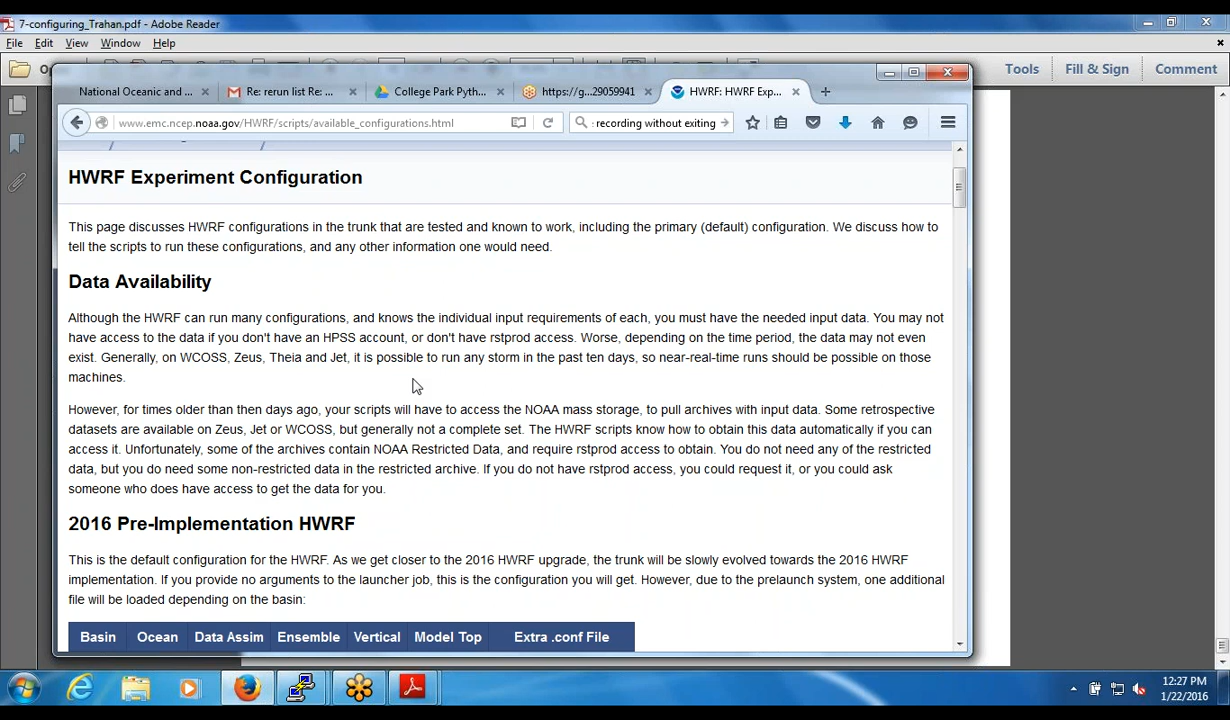 7-configuring_Trahan.pdf - Adobe Reader
File Edit View Window Help
Tools Fill & Sign Comment
National Oceanic and ... Re: rerun list Re: ... College Park Pyth... https://g...29059941 HWRF: HWRF Exp...
www.emc.ncep.noaa.gov/HWRF/scripts/available_configurations.html recording without exiting
HWRF Experiment Configuration
This page discusses HWRF configurations in the trunk that are tested and known to work, including the primary (default) configuration. We discuss how to
tell the scripts to run these configurations, and any other information one would need.
Data Availability
Although the HWRF can run many configurations, and knows the individual input requirements of each, you must have the needed input data. You may not
have access to the data if you don't have an HPSS account, or don't have rstprod access. Worse, depending on the time period, the data may not even
exist. Generally, on WCOSS, Zeus, Theia and Jet, it is possible to run any storm in the past ten days, so near-real-time runs should be possible on those
machines.
However, for times older than then days ago, your scripts will have to access the NOAA mass storage, to pull archives with input data. Some retrospective
datasets are available on Zeus, Jet or WCOSS, but generally not a complete set. The HWRF scripts know how to obtain this data automatically if you can
access it. Unfortunately, some of the archives contain NOAA Restricted Data, and require rstprod access to obtain. You do not need any of the restricted
data, but you do need some non-restricted data in the restricted archive. If you do not have rstprod access, you could request it, or you could ask
someone who does have access to get the data for you.
2016 Pre-Implementation HWRF
This is the default configuration for the HWRF. As we get closer to the 2016 HWRF upgrade, the trunk will be slowly evolved towards the 2016 HWRF
implementation. If you provide no arguments to the launcher job, this is the configuration you will get. However, due to the prelaunch system, one additional
file will be loaded depending on the basin:
Basin Ocean Data Assim Ensemble Vertical Model Top Extra .conf File
12:27 PM
1/22/2016